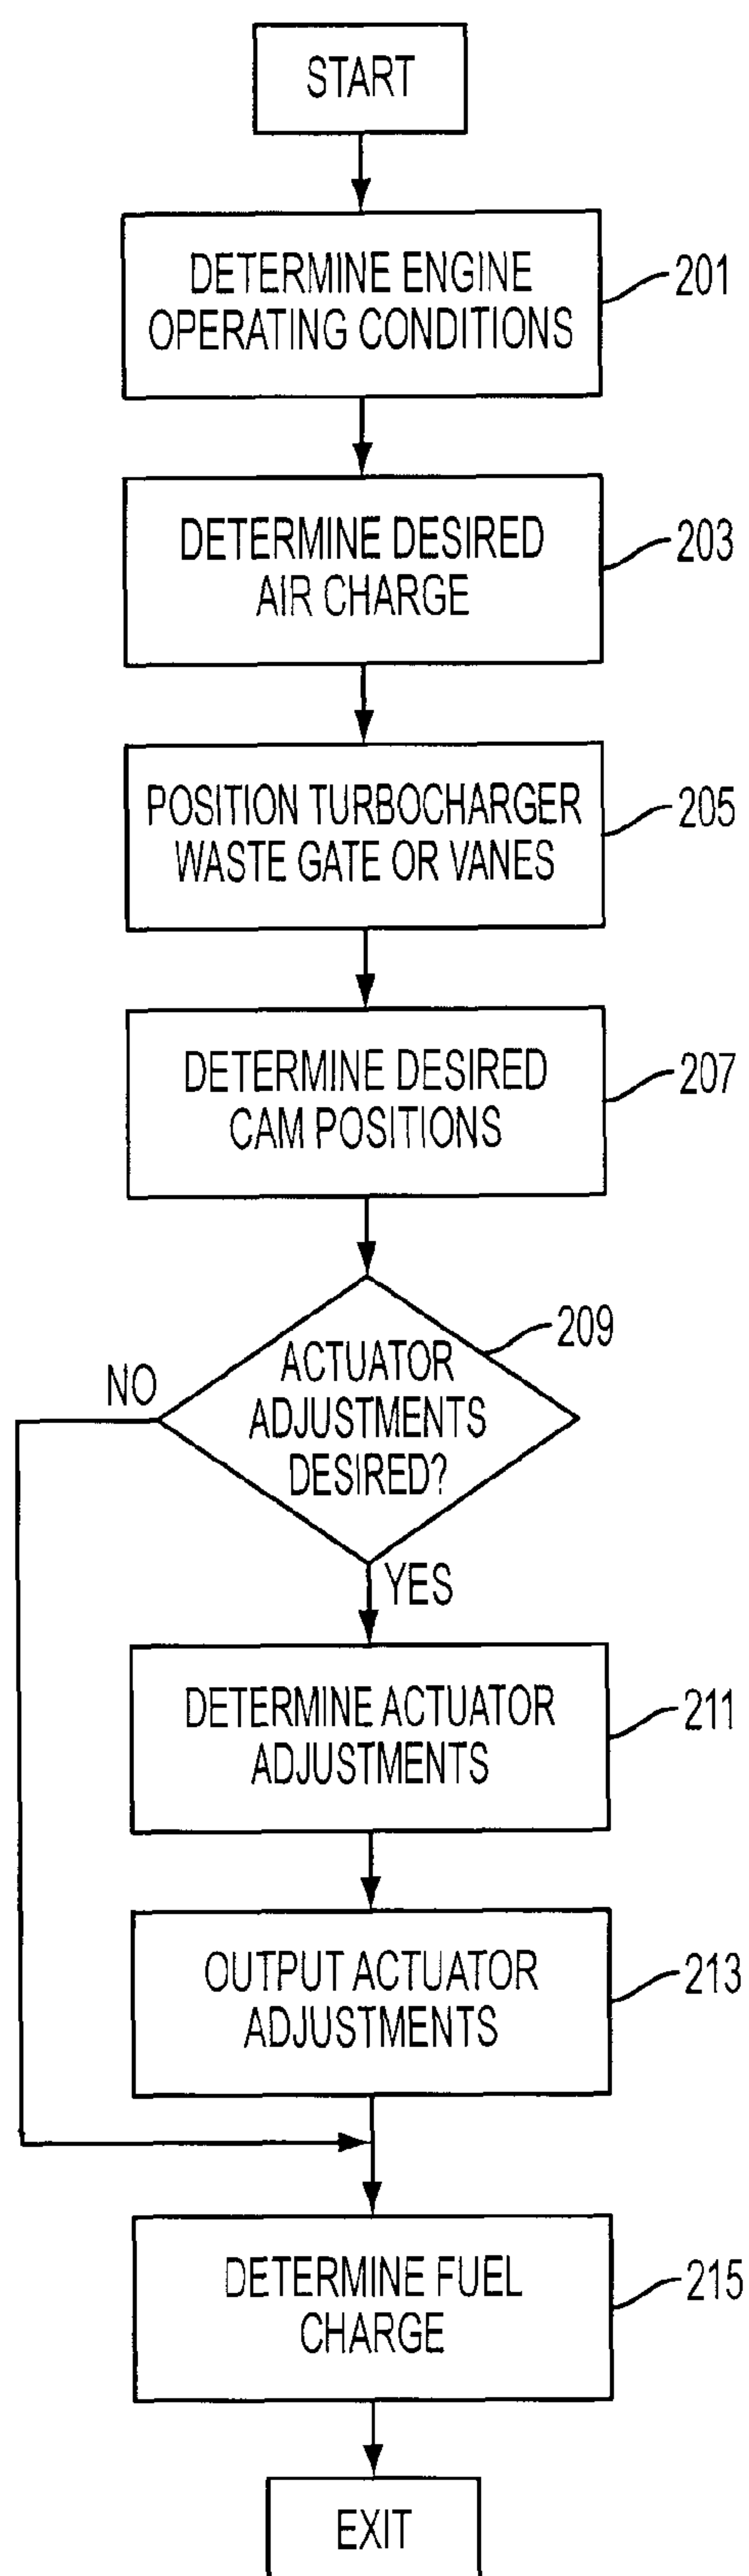 START
DETERMINE ENGINE
OPERATING CONDITIONS
201
DETERMINE DESIRED
AIR CHARGE
203
POSITION TURBOCHARGER
WASTE GATE OR VANES
205
DETERMINE DESIRED
CAM POSITIONS
207
209
NO
ACTUATOR
ADJUSTMENTS
DESIRED?
YES
DETERMINE ACTUATOR
ADJUSTMENTS
211
OUTPUT ACTUATOR
ADJUSTMENTS
213
DETERMINE FUEL
CHARGE
215
EXIT